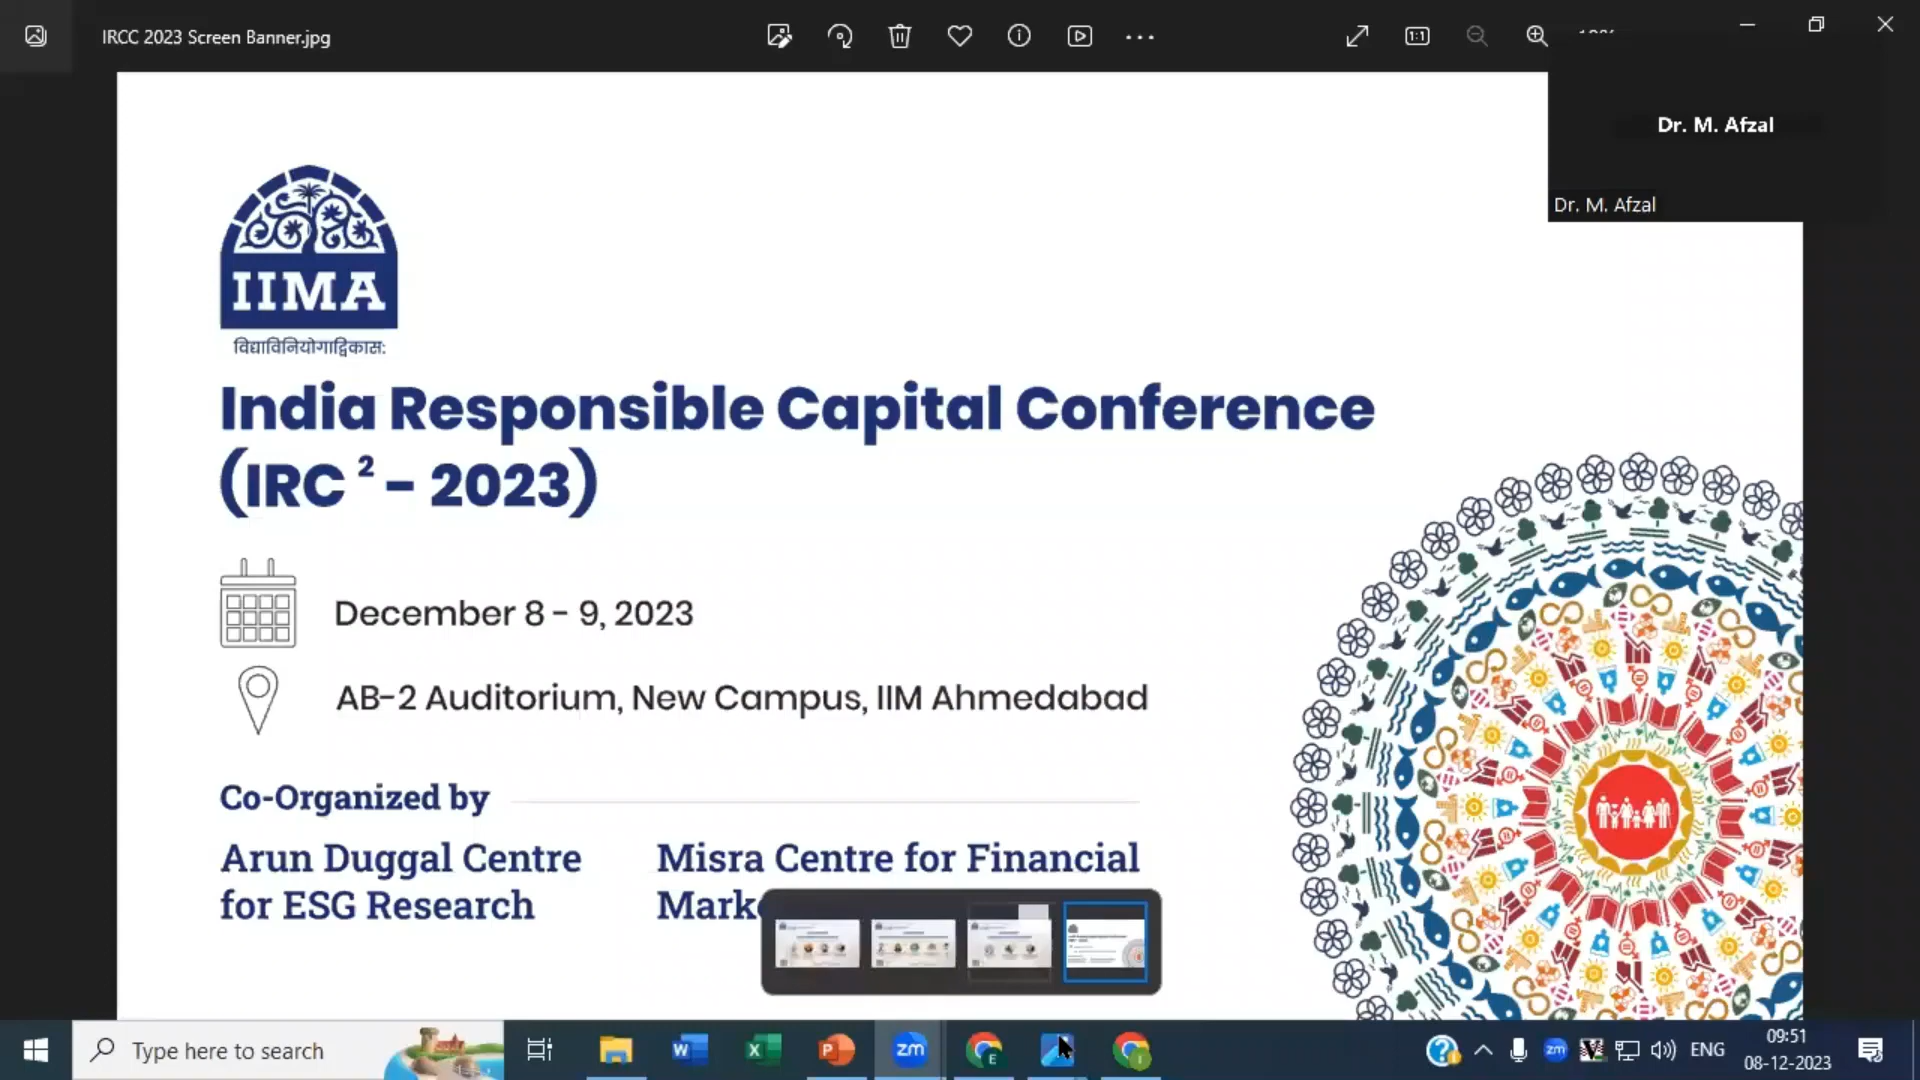 IRCC 2023 Screen Banner.jpg
Dr. M. Afzal
Dr. M. Afzal
IIMA
विद्याविनियोगाद्विकास:
India Responsible Capital Conference
(IRC ² - 2023)
December 8 - 9, 2023
AB-2 Auditorium, New Campus, IIM Ahmedabad
Co-Organized by
Arun Duggal Centre
for ESG Research
Misra Centre for Financial
Type here to search
ENG
09:51
08-12-2023